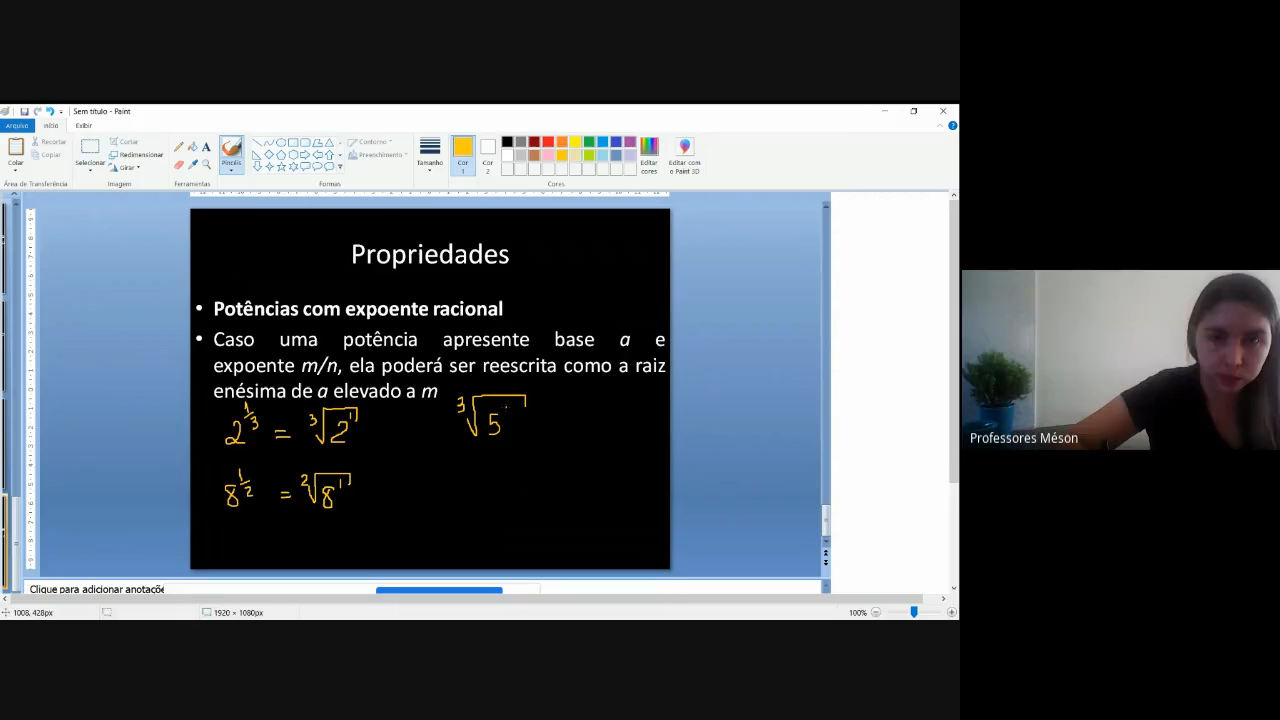 Sem título - Paint
Arquivo Início Exibir
Colar
Recortar
Copiar
Área de Transferência
Selecionar
Cortar
Redimensionar
Girar
Imagem
Ferramentas
Pincéis
Contorno
Preenchimento
Formas
Tamanho
Cor 1
Cor 2
Editar cores
Editar com o Paint 3D
Cores
Propriedades
• Potências com expoente racional
• Caso uma potência apresente base a e
expoente m/n, ela poderá ser reescrita como a raiz
enésima de a elevado a m
2^(1/3) = ³√2¹
³√5
8^(1/2) = ²√8¹
Clique para adicionar anotaçõe
1008, 428px
1920 × 1080px
100%
Professores Méson